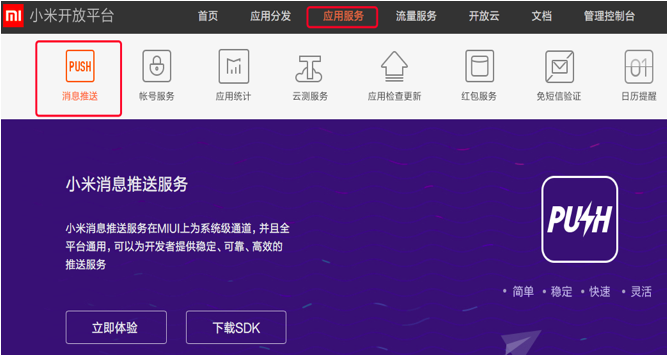 小米开放平台 首页 应用分发 应用服务 流量服务 开放云 文档 管理控制台
PUSH 01
消息推送 帐号服务 应用统计 云测服务 应用检查更新 红包服务 免短信验证 日历提醒
小米消息推送服务
小米消息推送服务在MIUI上为系统级通道，并且全
平台通用，可以为开发者提供稳定、可靠、高效的
推送服务
PUSH
• 简单 • 稳定 • 快速 • 灵活
立即体验 下载SDK